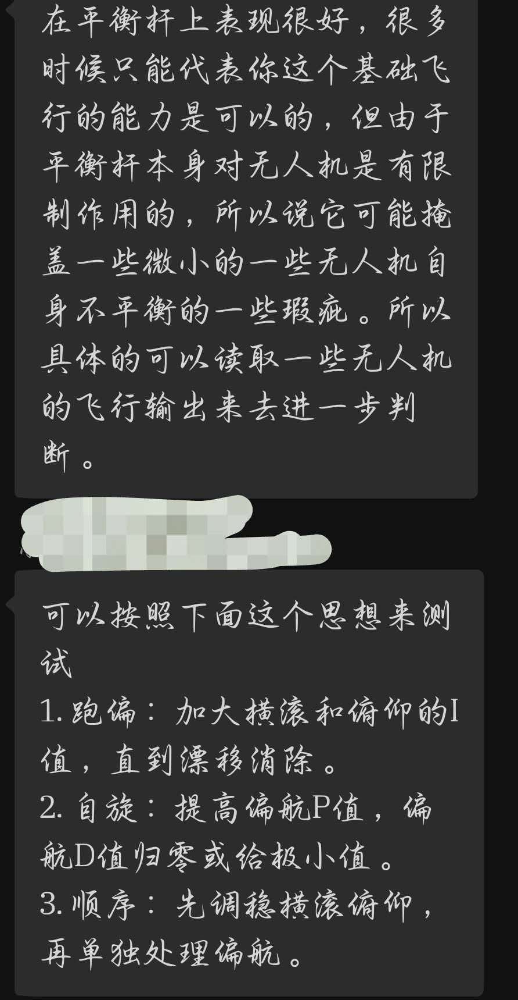 在平衡杆上表现很好，很多
时候只能代表你这个基础飞
行的能力是可以的，但由于
平衡杆本身对无人机是有限
制作用的，所以说它可能掩
盖一些微小的一些无人机自
身不平衡的一些瑕疵。所以
具体的可以读取一些无人机
的飞行输出来去进一步判
断。
可以按照下面这个思想来测
试
1. 跑偏：加大横滚和俯仰的I
值，直到漂移消除。
2. 自旋：提高偏航P值，偏
航D值归零或给极小值。
3. 顺序：先调稳横滚俯仰，
再单独处理偏航。